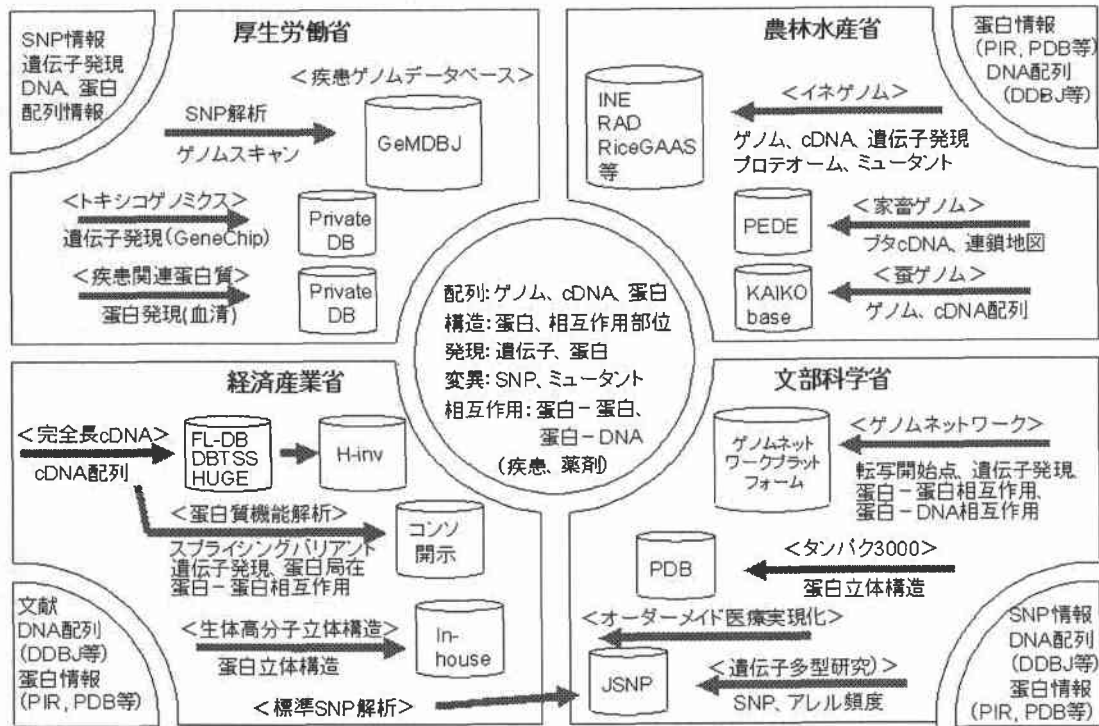 SNP情報
遺伝子発現
DNA、蛋白
配列情報
厚生労働省
<疾患ゲノムデータベース>
SNP解析
ゲノムスキャン
GeMDBJ
<トキシコゲノミクス>
遺伝子発現(GeneChip)
Private
DB
<疾患関連蛋白質>
蛋白発現(血清)
Private
DB
農林水産省
蛋白情報
(PIR, PDB等)
DNA配列
(DDBJ等)
INE
RAD
RiceGAAS
等
<イネゲノム>
ゲノム、cDNA、遺伝子発現
プロテオーム、ミュータント
PEDE
<家畜ゲノム>
ブタcDNA、連鎖地図
KAIKO
base
<蚕ゲノム>
ゲノム、cDNA配列
配列:ゲノム、cDNA、蛋白
構造:蛋白、相互作用部位
発現:遺伝子、蛋白
変異:SNP、ミュータント
相互作用:蛋白-蛋白、
蛋白-DNA
(疾患、薬剤)
経済産業省
<完全長cDNA>
cDNA配列
FL-DB
DBTSS
HUGE
H-inv
<蛋白質機能解析>
スプライシングバリアント
遺伝子発現、蛋白局在
蛋白-蛋白相互作用
コンソ
開示
文献
DNA配列
(DDBJ等)
蛋白情報
(PIR, PDB等)
<生体高分子立体構造>
蛋白立体構造
In-
house
<標準SNP解析>
文部科学省
ゲノムネット
ワークプラット
フォーム
<ゲノムネットワーク>
転写開始点、遺伝子発現、
蛋白-蛋白相互作用、
蛋白-DNA相互作用
PDB
<タンパク3000>
蛋白立体構造
<オーダーメイド医療実現化>
JSNP
<遺伝子多型研究)>
SNP、アレル頻度
SNP情報
DNA配列
(DDBJ等)
蛋白情報
(PIR, PDB等)